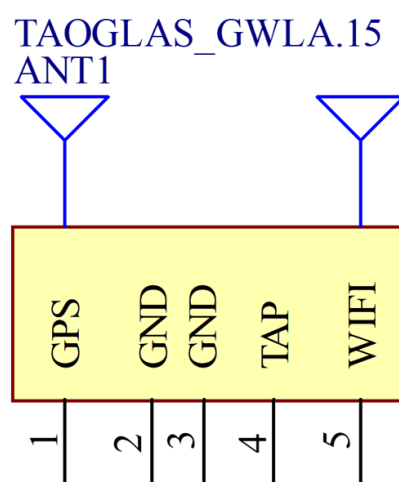 TAOGLAS_GWLA.15
ANT1
GPS
GND
GND
TAP
WIFI
1
2
3
4
5